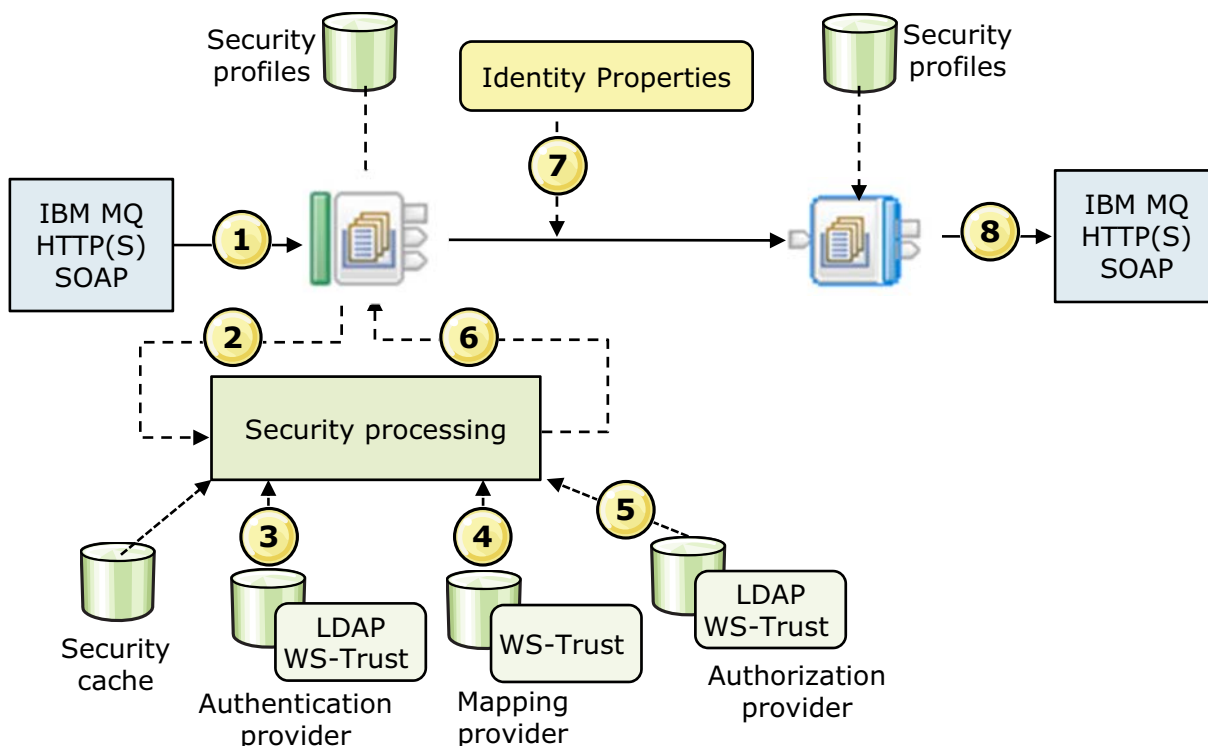 Security
profiles
Identity Properties
Security
profiles
7
IBM MQ
HTTP(S)
SOAP
1
8
IBM MQ
HTTP(S)
SOAP
2
6
Security processing
3
4
5
Security
cache
LDAP
WS-Trust
Authentication
provider
WS-Trust
Mapping
provider
LDAP
WS-Trust
Authorization
provider